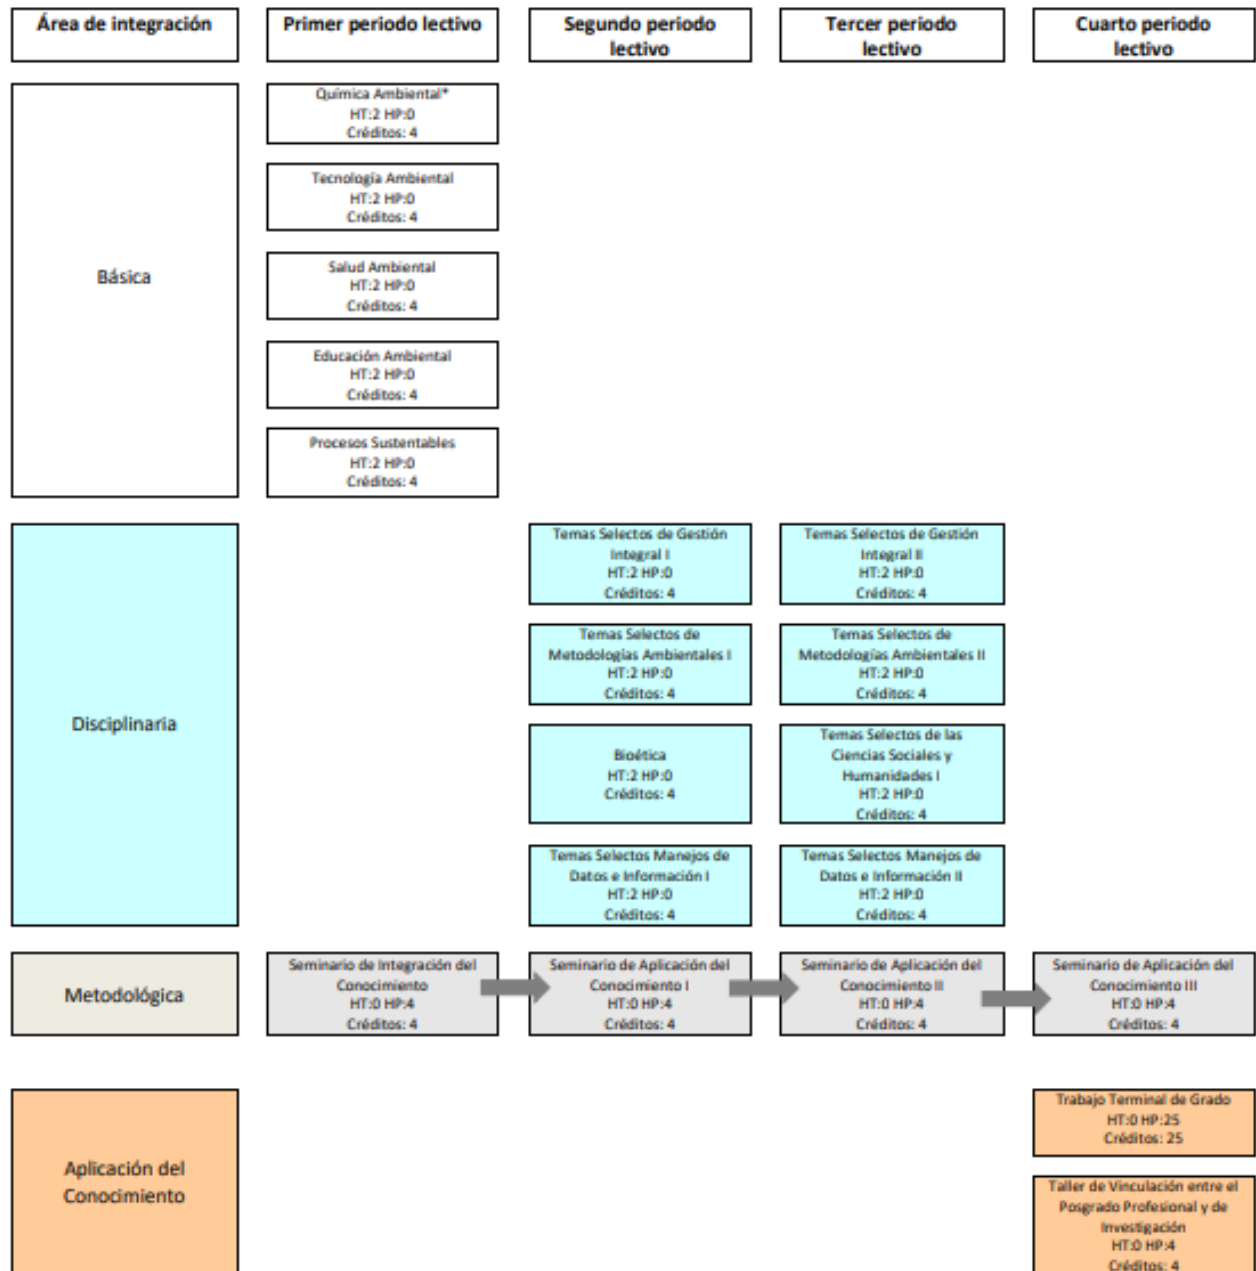 Área de integración
Primer periodo lectivo
Segundo periodo
lectivo
Tercer periodo
lectivo
Cuarto periodo
lectivo
Básica
Química Ambiental*
HT:2 HP:0
Créditos: 4
Tecnología Ambiental
HT:2 HP:0
Créditos: 4
Salud Ambiental
HT:2 HP:0
Créditos: 4
Educación Ambiental
HT:2 HP:0
Créditos: 4
Procesos Sustentables
HT:2 HP:0
Créditos: 4
Disciplinaria
Temas Selectos de Gestión
Integral I
HT:2 HP:0
Créditos: 4
Temas Selectos de Gestión
Integral II
HT:2 HP:0
Créditos: 4
Temas Selectos de
Metodologías Ambientales I
HT:2 HP:0
Créditos: 4
Temas Selectos de
Metodologías Ambientales II
HT:2 HP:0
Créditos: 4
Bioética
HT:2 HP:0
Créditos: 4
Temas Selectos de las
Ciencias Sociales y
Humanidades I
HT:2 HP:0
Créditos: 4
Temas Selectos Manejos de
Datos e Información I
HT:2 HP:0
Créditos: 4
Temas Selectos Manejos de
Datos e Información II
HT:2 HP:0
Créditos: 4
Metodológica
Seminario de Integración del
Conocimiento
HT:0 HP:4
Créditos: 4
Seminario de Aplicación del
Conocimiento I
HT:0 HP:4
Créditos: 4
Seminario de Aplicación del
Conocimiento II
HT:0 HP:4
Créditos: 4
Seminario de Aplicación del
Conocimiento III
HT:0 HP:4
Créditos: 4
Aplicación del
Conocimiento
Trabajo Terminal de Grado
HT:0 HP:25
Créditos: 25
Taller de Vinculación entre el
Posgrado Profesional y de
Investigación
HT:0 HP:4
Créditos: 4